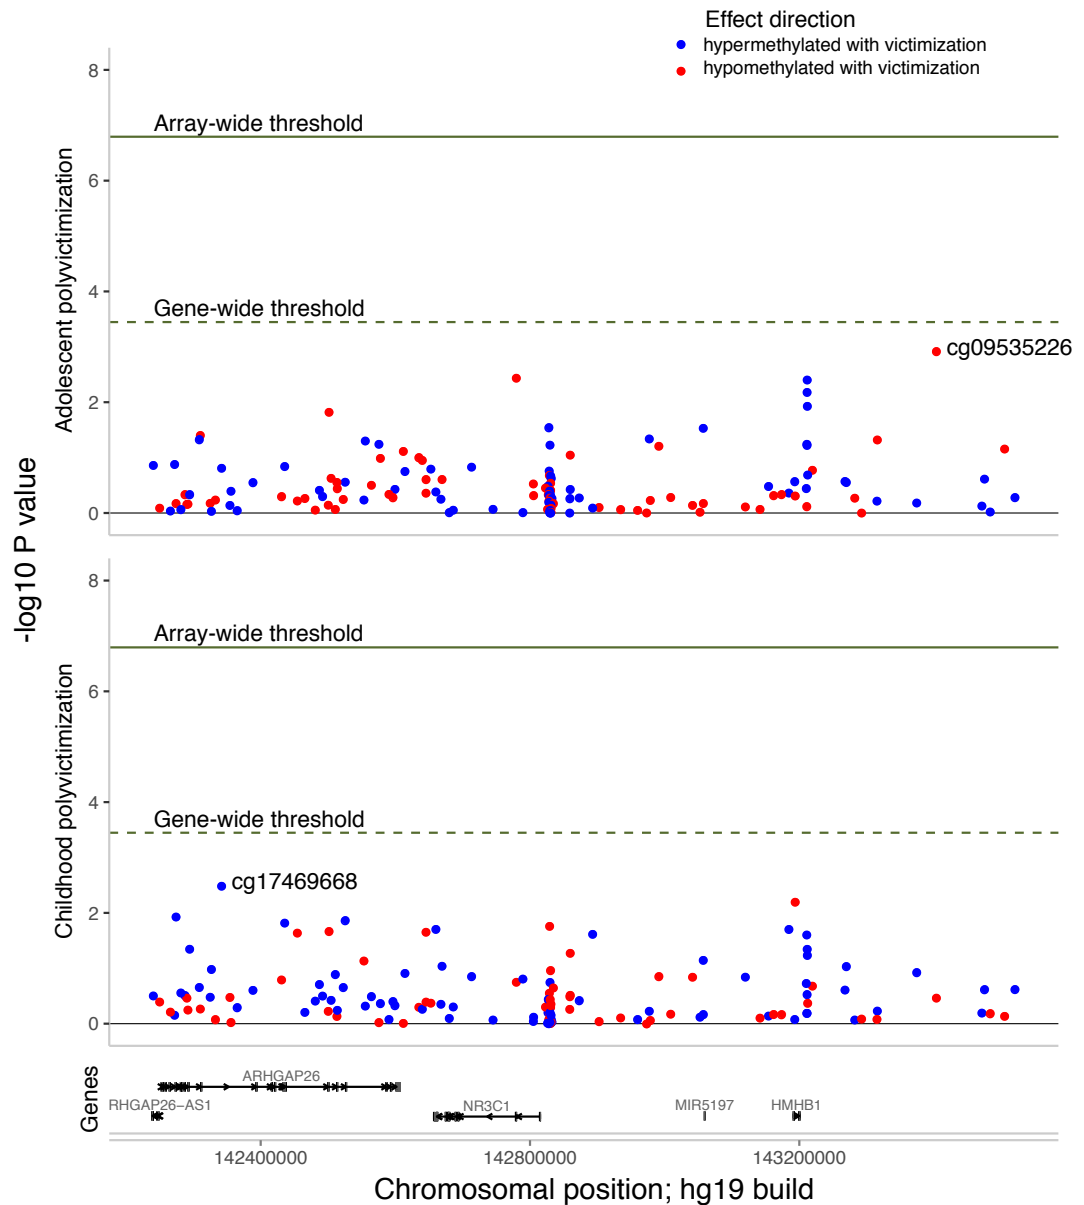 Effect direction
hypermethylated with victimization
hypomethylated with victimization
Adolescent polyvictimization
8
6
4
2
0
Array-wide threshold
Gene-wide threshold
cg09535226
-log10 P value
Childhood polyvictimization
8
6
4
2
0
Array-wide threshold
Gene-wide threshold
cg17469668
Genes
ARHGAP26
RHGAP26−AS1
NR3C1
MIR5197
HMHB1
142400000
142800000
143200000
Chromosomal position; hg19 build